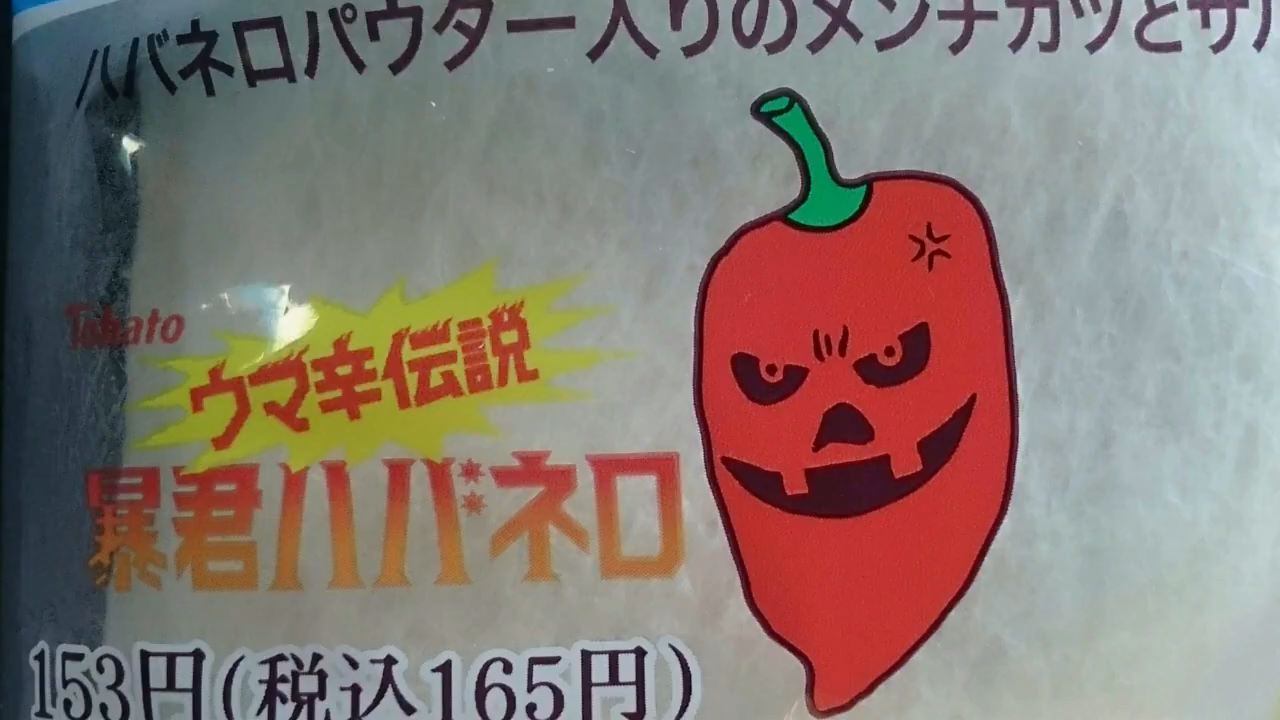 ハバネロパウダー入りのメンチカツとサ
Tohato
ウマ辛伝説
暴君ハバネロ
153円(税込165円)